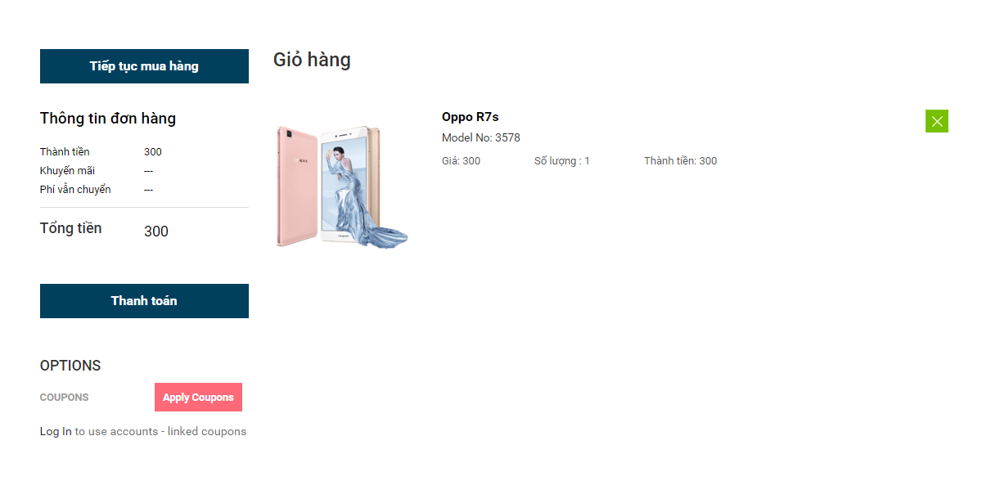 Tiếp tục mua hàng
Thông tin đơn hàng
Thành tiền 300
Khuyến mãi ---
Phí vẫn chuyển ---
Tổng tiền 300
Thanh toán
OPTIONS
COUPONS Apply Coupons
Log In to use accounts - linked coupons
Giỏ hàng
Oppo R7s
Model No: 3578
Giá: 300 Số lượng : 1 Thành tiền: 300